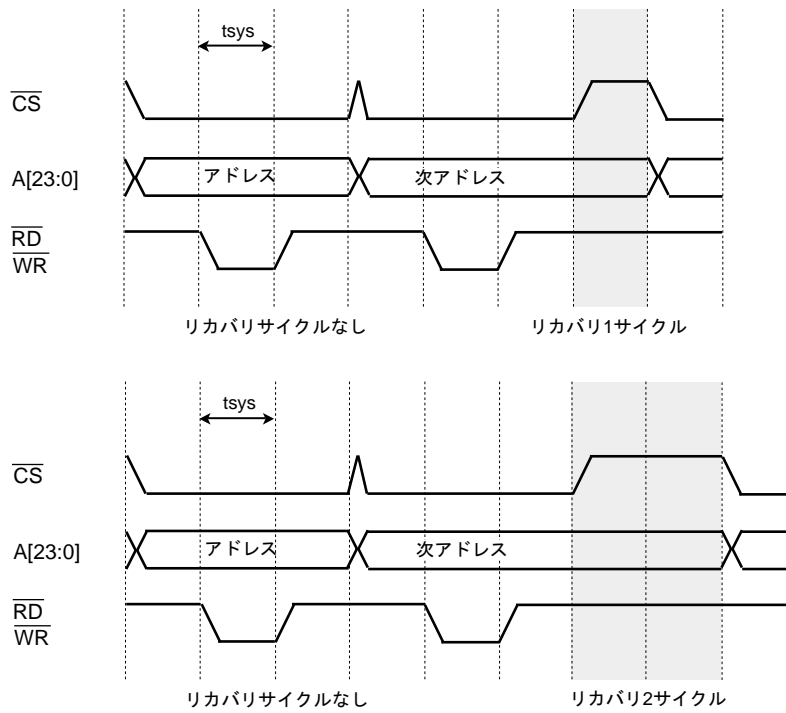 tsys
CS
A[23:0]
アドレス
次アドレス
RD
WR
リカバリサイクルなし
リカバリ1サイクル
tsys
CS
A[23:0]
アドレス
次アドレス
RD
WR
リカバリサイクルなし
リカバリ2サイクル